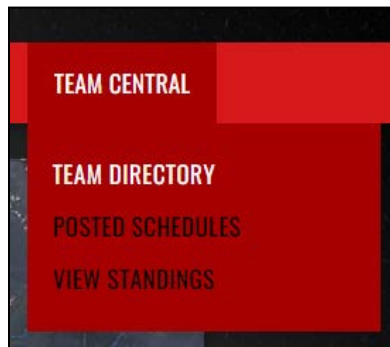 TEAM CENTRAL
TEAM DIRECTORY
POSTED SCHEDULES
VIEW STANDINGS